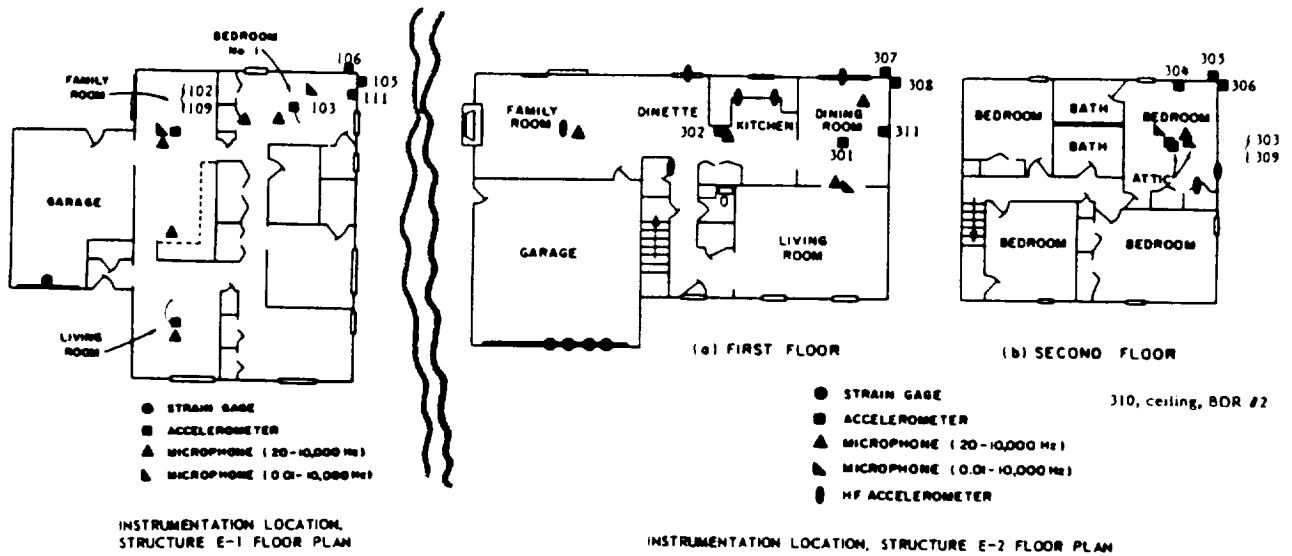 BEDROOM
No 1
106
105
111
FAMILY
ROOM
102
109
103
GARAGE
LIVING
ROOM
STRAIN GAGE
ACCELEROMETER
MICROPHONE (20-10,000 Hz)
MICROPHONE (0.01-10,000 Hz)
INSTRUMENTATION LOCATION,
STRUCTURE E-1 FLOOR PLAN
307
308
FAMILY
ROOM
DINETTE
302
KITCHEN
DINING
ROOM
311
301
GARAGE
LIVING
ROOM
(a) FIRST FLOOR
305
304
306
BEDROOM
BATH
BEDROOM
BATH
303
309
ATTIC
BEDROOM
BEDROOM
(b) SECOND FLOOR
310, ceiling, BDR #2
STRAIN GAGE
ACCELEROMETER
MICROPHONE (20-10,000 Hz)
MICROPHONE (0.01-10,000 Hz)
HF ACCELEROMETER
INSTRUMENTATION LOCATION, STRUCTURE E-2 FLOOR PLAN